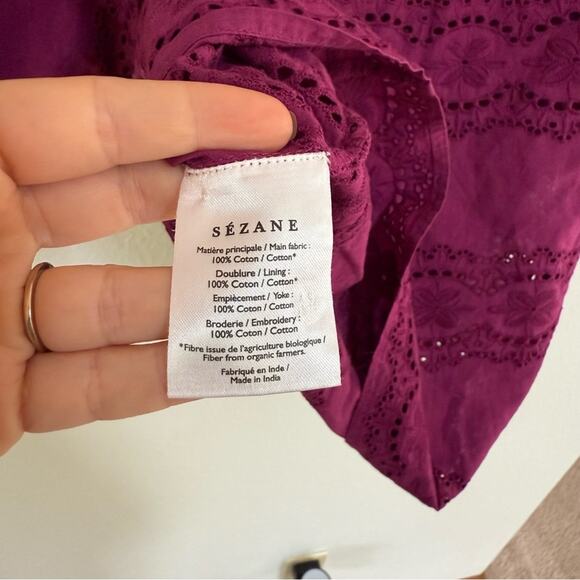 SÉZANE
Matière principale / Main fabric :
100% Coton / Cotton*
Doublure / Lining :
100% Coton / Cotton*
Empiècement / Yoke :
100% Coton / Cotton
Broderie / Embroidery :
100% Coton / Cotton
*Fibre issue de l'agriculture biologique /
Fiber from organic farmers.
Fabriqué en Inde /
Made in India